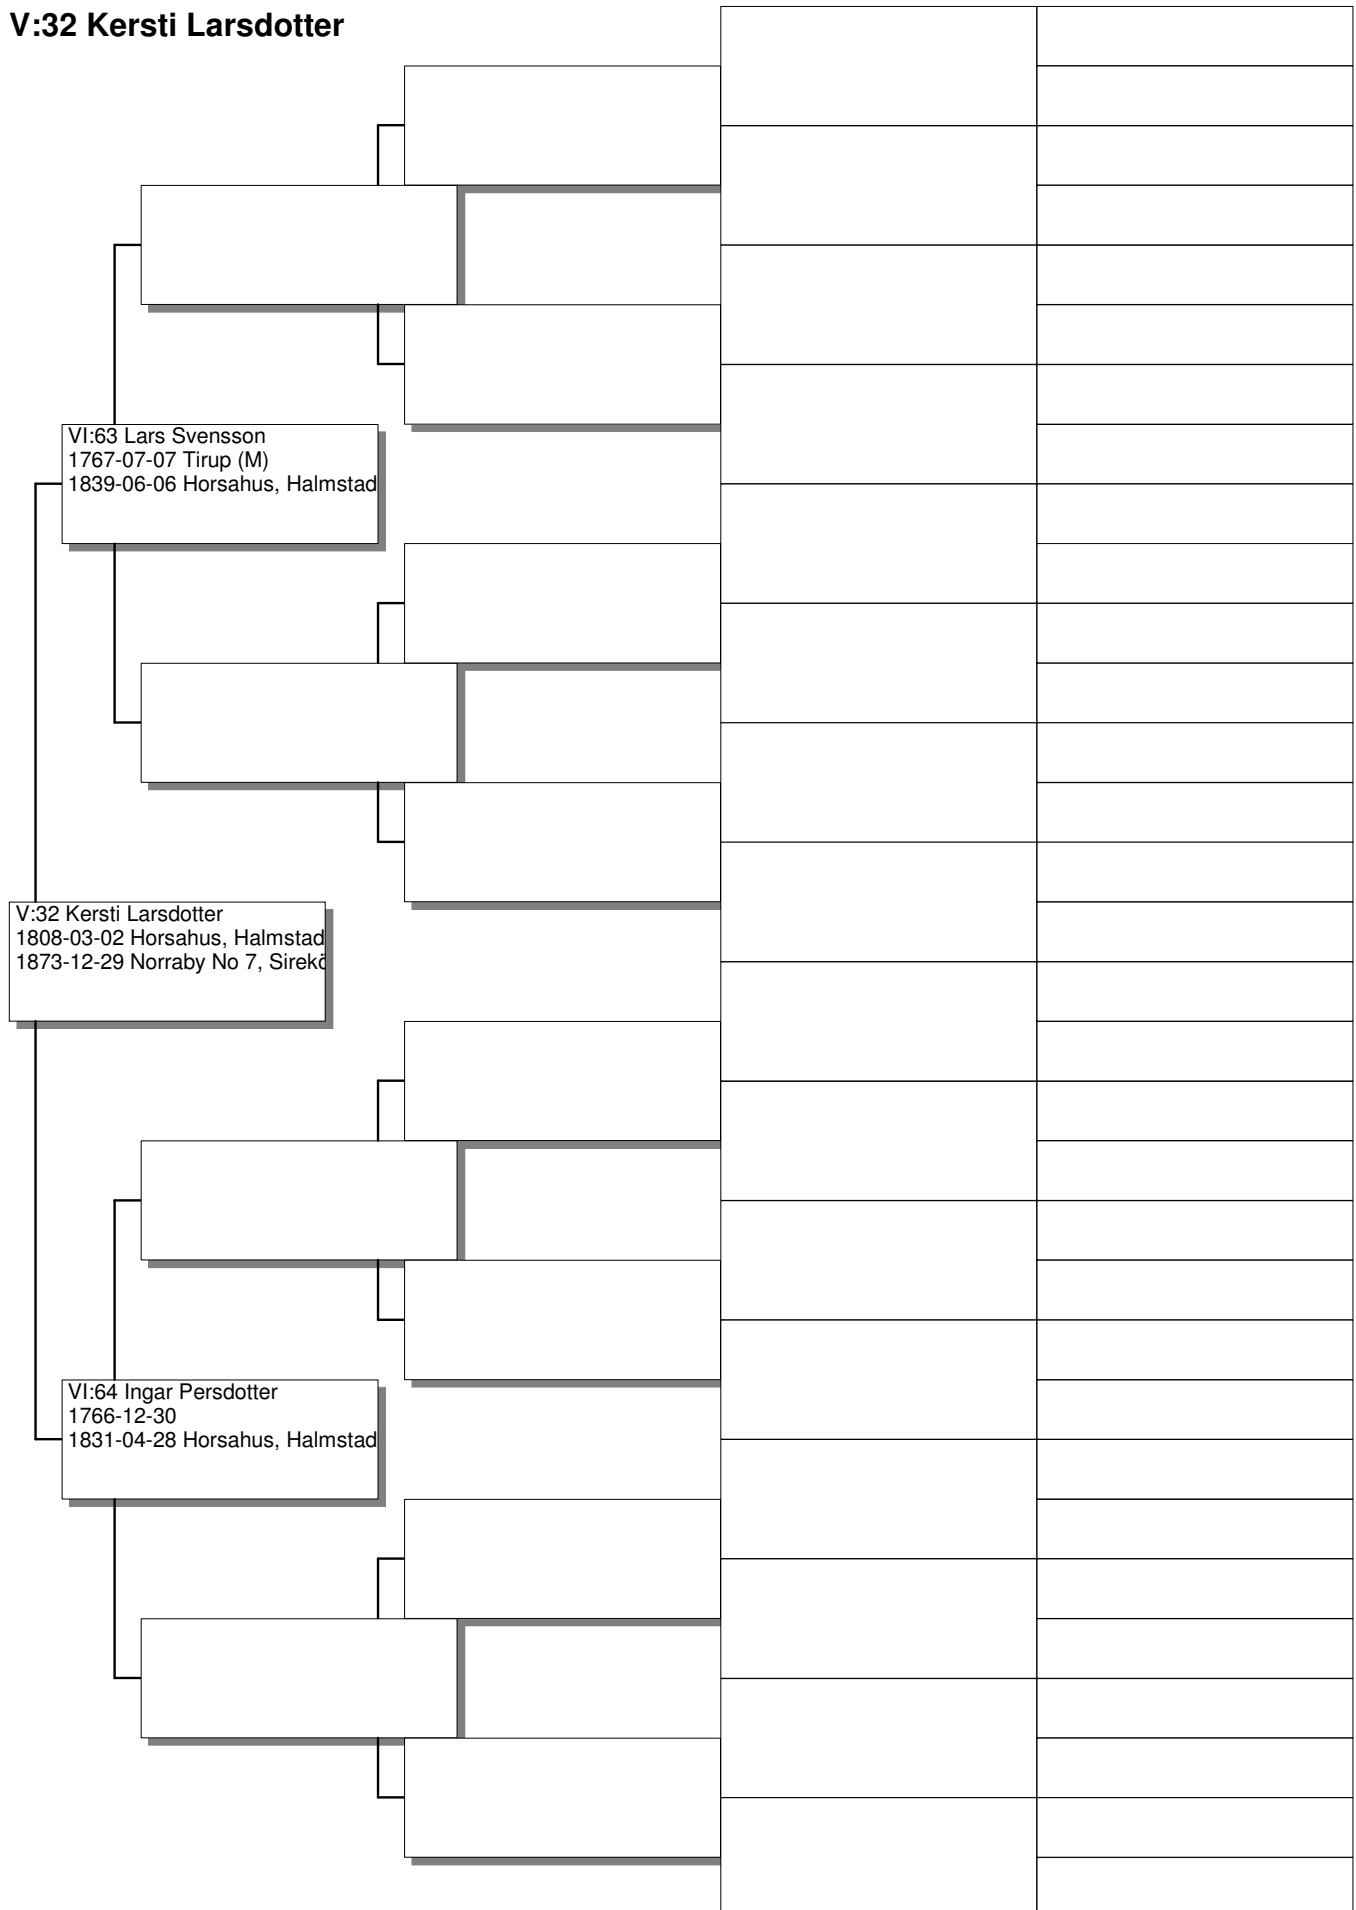 V:32 Kersti Larsdotter
VI:63 Lars Svensson
1767-07-07 Tirup (M)
1839-06-06 Horsahus, Halmstad
V:32 Kersti Larsdotter
1808-03-02 Horsahus, Halmstad
1873-12-29 Norraby No 7, Sirekö
VI:64 Ingar Persdotter
1766-12-30
1831-04-28 Horsahus, Halmstad